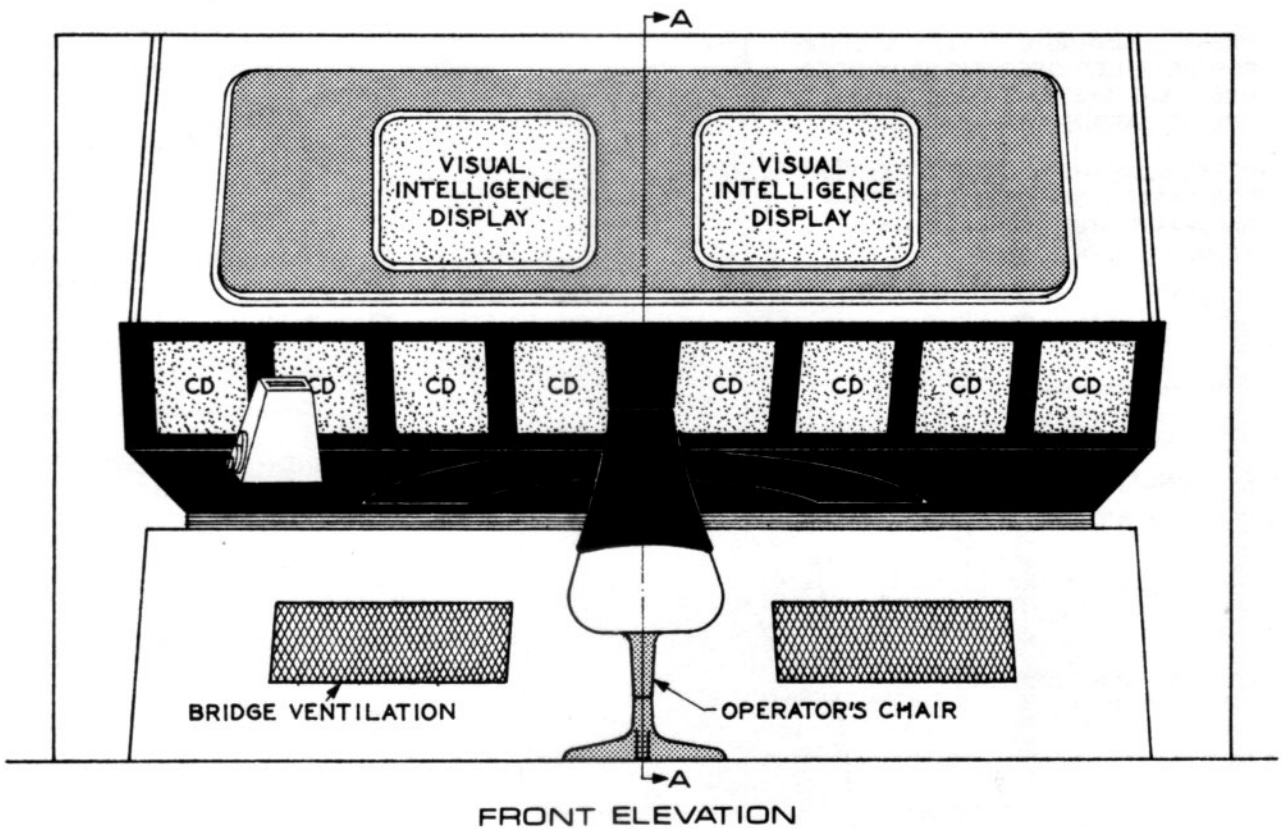 A
VISUAL
INTELLIGENCE
DISPLAY
VISUAL
INTELLIGENCE
DISPLAY
CD CD CD CD CD CD CD CD
BRIDGE VENTILATION
OPERATOR'S CHAIR
A
FRONT ELEVATION